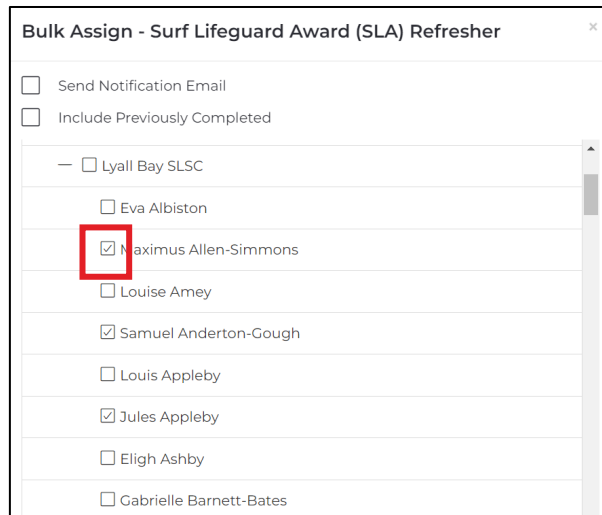 Bulk Assign - Surf Lifeguard Award (SLA) Refresher
Send Notification Email
Include Previously Completed
Lyall Bay SLSC
Eva Albiston
Maximus Allen-Simmons
Louise Amey
Samuel Anderton-Gough
Louis Appleby
Jules Appleby
Eligh Ashby
Gabrielle Barnett-Bates